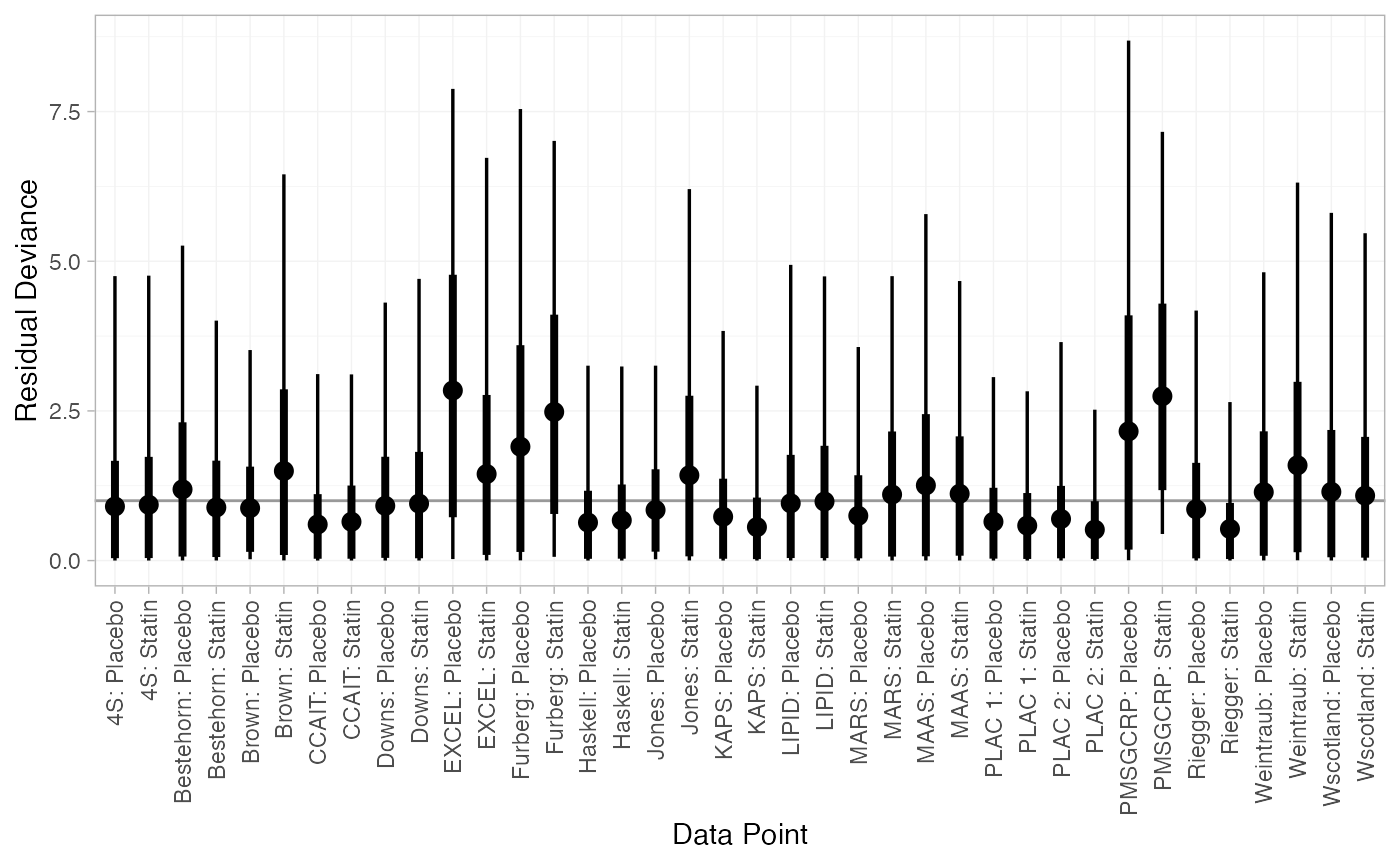 Residual Deviance
7.5
5.0
2.5
0.0
4S: Placebo
4S: Statin
Bestehorn: Placebo
Bestehorn: Statin
Brown: Placebo
Brown: Statin
CCAIT: Placebo
CCAIT: Statin
Downs: Placebo
Downs: Statin
EXCEL: Placebo
EXCEL: Statin
Furberg: Placebo
Furberg: Statin
Haskell: Placebo
Haskell: Statin
Jones: Placebo
Jones: Statin
KAPS: Placebo
KAPS: Statin
LIPID: Placebo
LIPID: Statin
MARS: Placebo
MARS: Statin
MAAS: Placebo
MAAS: Statin
PLAC 1: Placebo
PLAC 1: Statin
PLAC 2: Placebo
PLAC 2: Statin
PMSGCRP: Placebo
PMSGCRP: Statin
Riegger: Placebo
Riegger: Statin
Weintraub: Placebo
Weintraub: Statin
Wscotland: Placebo
Wscotland: Statin
Data Point